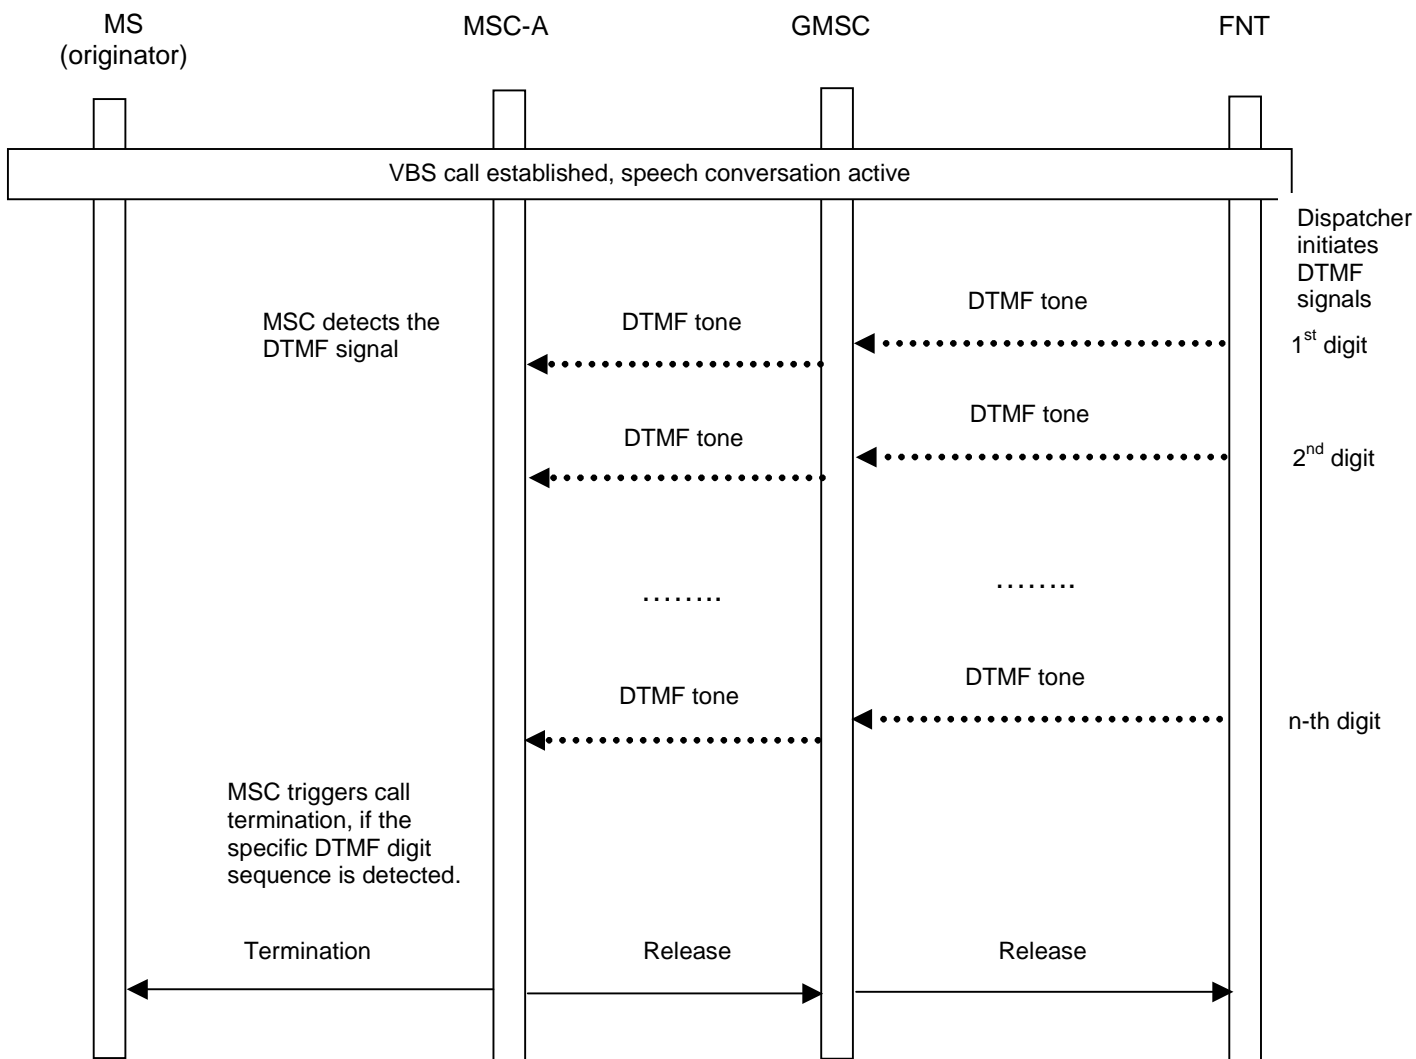 MS
(originator)
MSC-A
GMSC
FNT
VBS call established, speech conversation active
Dispatcher
initiates
DTMF
signals
MSC detects the
DTMF signal
DTMF tone
DTMF tone
1st digit
DTMF tone
DTMF tone
2nd digit
........
........
DTMF tone
DTMF tone
n-th digit
MSC triggers call
termination, if the
specific DTMF digit
sequence is detected.
Termination
Release
Release